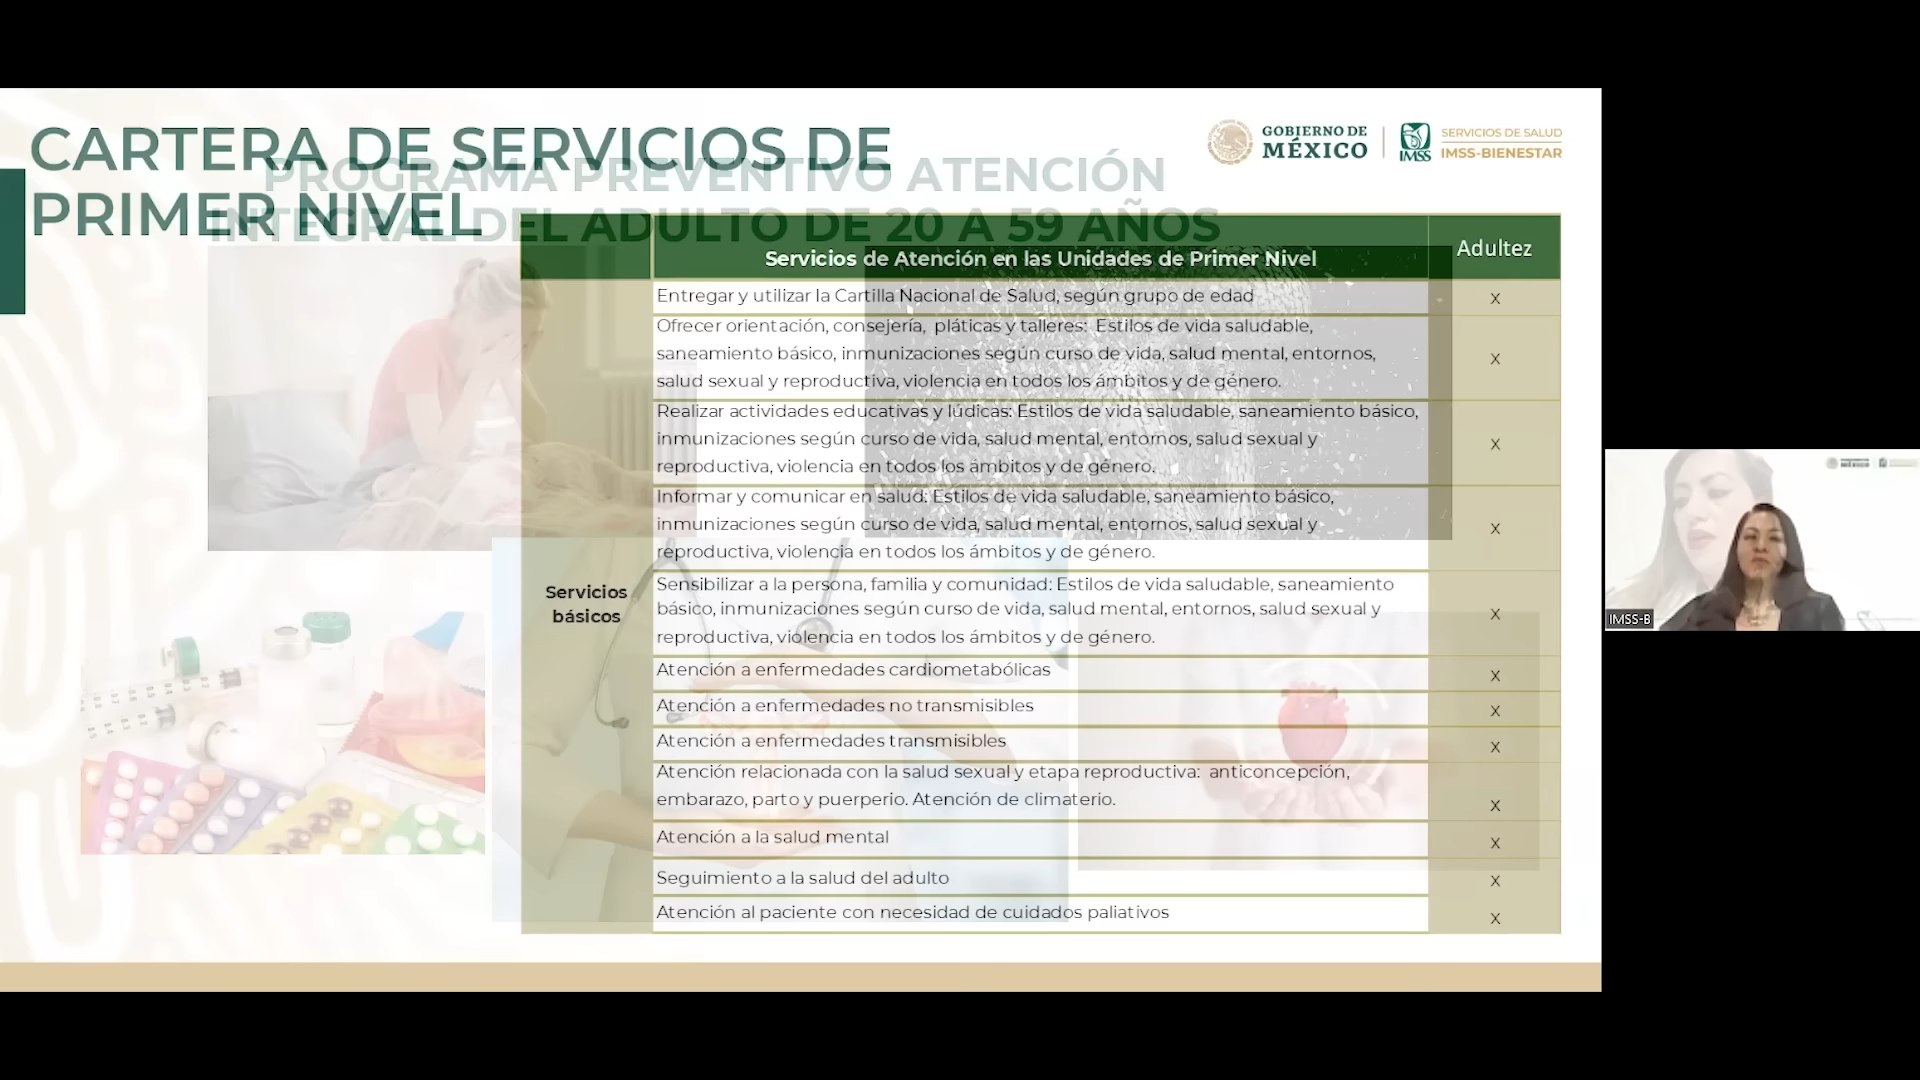 CARTERA DE SERVICIOS DE
PRIMER NIVEL
PROGRAMA PREVENTIVO ATENCIÓN
INTEGRAL DEL ADULTO DE 20 A 59 AÑOS
GOBIERNO DE
MÉXICO
IMSS
SERVICIOS DE SALUD
IMSS-BIENESTAR
Servicios de Atención en las Unidades de Primer Nivel
Adultez
Servicios
básicos
Entregar y utilizar la Cartilla Nacional de Salud, según grupo de edad
X
Ofrecer orientación, consejería, pláticas y talleres: Estilos de vida saludable,
saneamiento básico, inmunizaciones según curso de vida, salud mental, entornos,
salud sexual y reproductiva, violencia en todos los ámbitos y de género.
X
Realizar actividades educativas y lúdicas: Estilos de vida saludable, saneamiento básico,
inmunizaciones según curso de vida, salud mental, entornos, salud sexual y
reproductiva, violencia en todos los ámbitos y de género.
X
Informar y comunicar en salud: Estilos de vida saludable, saneamiento básico,
inmunizaciones según curso de vida, salud mental, entornos, salud sexual y
reproductiva, violencia en todos los ámbitos y de género.
X
Sensibilizar a la persona, familia y comunidad: Estilos de vida saludable, saneamiento
básico, inmunizaciones según curso de vida, salud mental, entornos, salud sexual y
reproductiva, violencia en todos los ámbitos y de género.
X
Atención a enfermedades cardiometabólicas
X
Atención a enfermedades no transmisibles
X
Atención a enfermedades transmisibles
X
Atención relacionada con la salud sexual y etapa reproductiva: anticoncepción,
embarazo, parto y puerperio. Atención de climaterio.
X
Atención a la salud mental
X
Seguimiento a la salud del adulto
X
Atención al paciente con necesidad de cuidados paliativos
X
IMSS-B